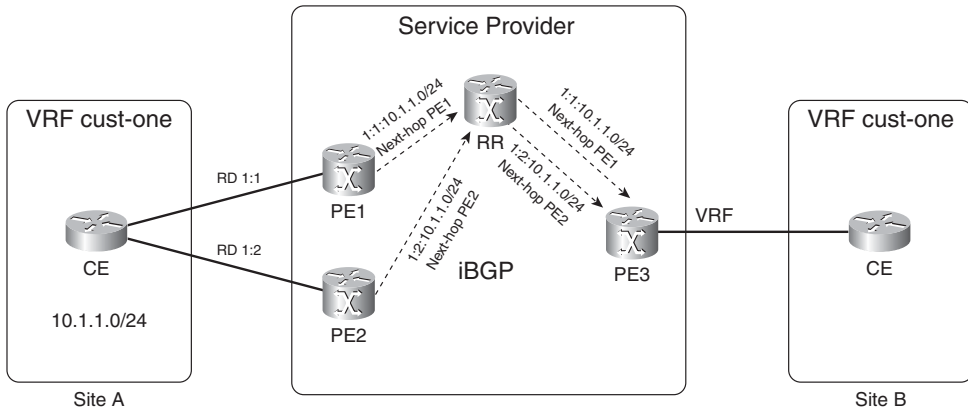 Service Provider
VRF cust-one
RD 1:1
RD 1:2
CE
10.1.1.0/24
Site A
PE1
PE2
1:1:10.1.1.0/24
Next-hop PE1
1:2:10.1.1.0/24
Next-hop PE2
RR
1:1:10.1.1.0/24
Next-hop PE1
1:2:10.1.1.0/24
Next-hop PE2
iBGP
PE3
VRF
VRF cust-one
CE
Site B